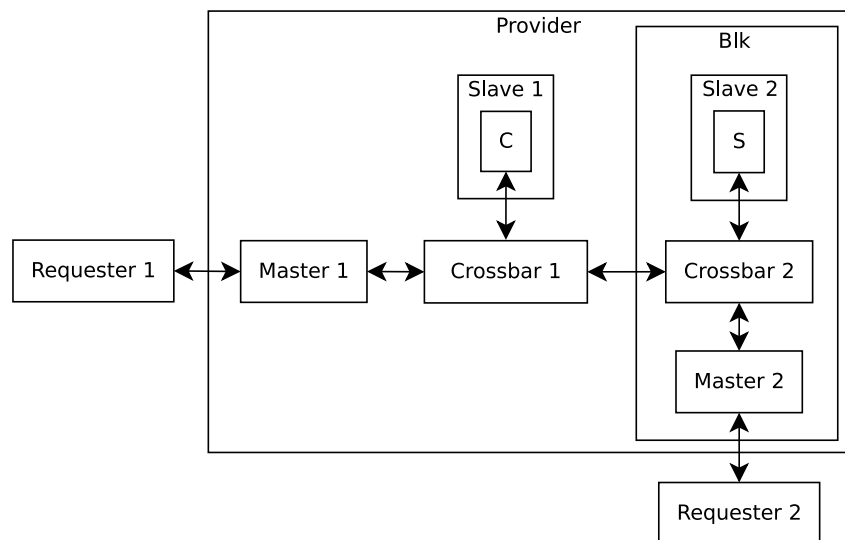 Provider
Blk
Slave 1
Slave 2
C
S
Requester 1
Master 1
Crossbar 1
Crossbar 2
Master 2
Requester 2